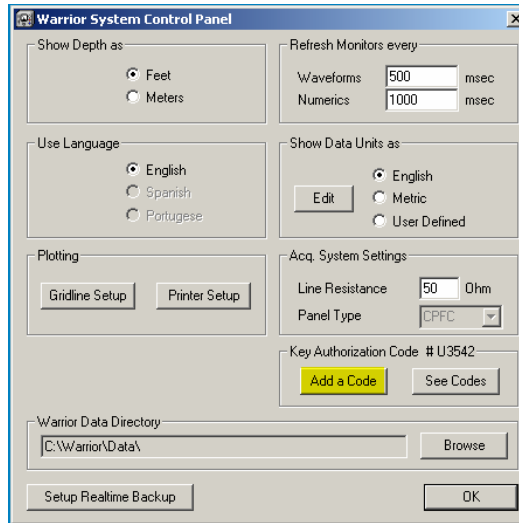 Warrior System Control Panel
Show Depth as
Feet
Meters
Refresh Monitors every
Waveforms 500 msec
Numerics 1000 msec
Use Language
English
Spanish
Portugese
Show Data Units as
Edit
English
Metric
User Defined
Plotting
Gridline Setup Printer Setup
Acq. System Settings
Line Resistance 50 Ohm
Panel Type CPFC
Key Authorization Code # U3542
Add a Code See Codes
Warrior Data Directory
C:\Warrior\Data\ Browse
Setup Realtime Backup OK